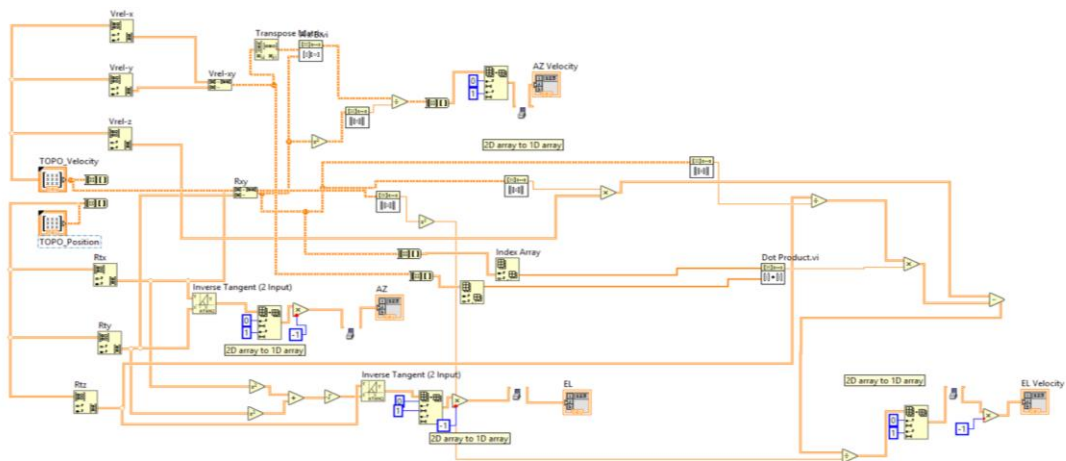 Vrel-x
Transpose Matrix
AxB.vi
Vrel-y
Vrel-xy
AZ Velocity
0
1
Vrel-z
2D array to 1D array
TOPO_Velocity
Rxy
TOPO_Position
Index Array
Dot Product.vi
Rtx
Inverse Tangent (2 Input)
AZ
0
1
-1
Rty
2D array to 1D array
Inverse Tangent (2 Input)
Rtz
EL
2D array to 1D array
EL Velocity
0
1
-1
0
1
-1
2D array to 1D array